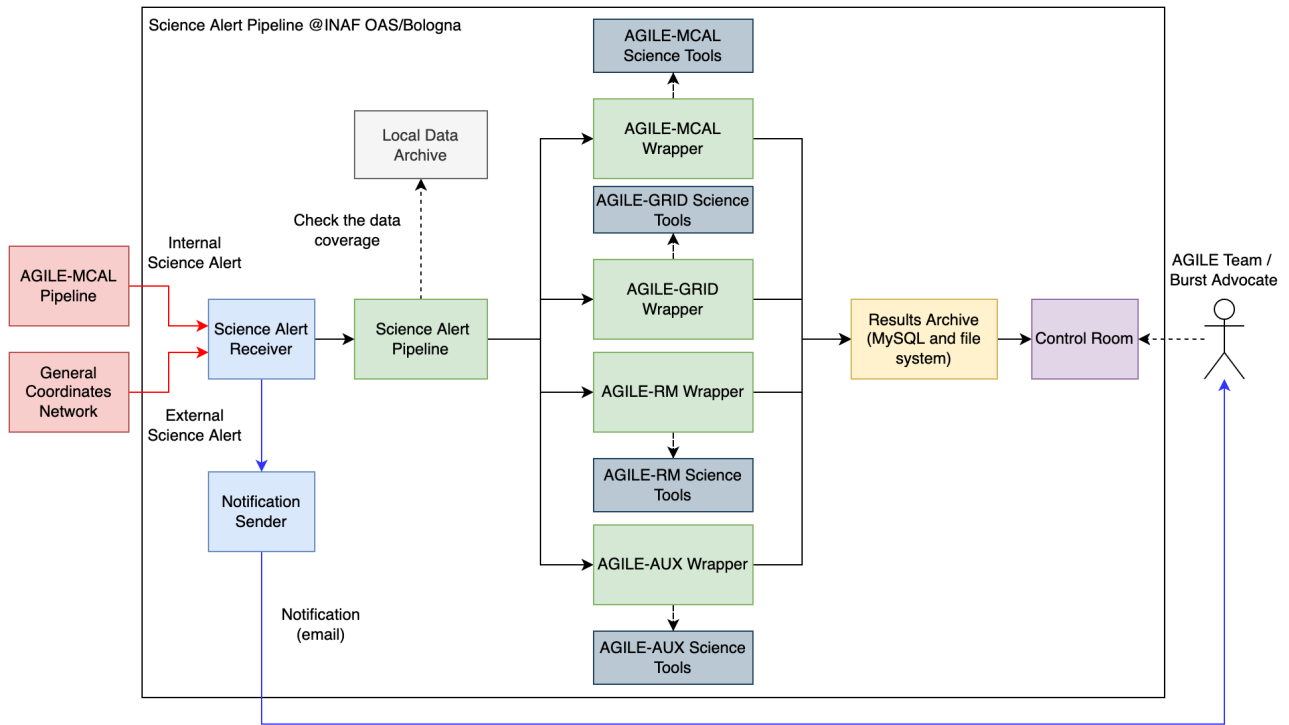 Science Alert Pipeline @INAF OAS/Bologna
AGILE-MCAL
Science Tools
AGILE-MCAL
Wrapper
Local Data
Archive
Check the data
coverage
AGILE-GRID Science
Tools
AGILE-GRID
Wrapper
Internal
Science Alert
AGILE-MCAL
Pipeline
General
Coordinates
Network
External
Science Alert
Science Alert
Receiver
Science Alert
Pipeline
AGILE-RM Wrapper
AGILE-RM Science
Tools
AGILE-AUX Wrapper
AGILE-AUX Science
Tools
Results Archive
(MySQL and file
system)
Control Room
AGILE Team /
Burst Advocate
Notification
Sender
Notification
(email)